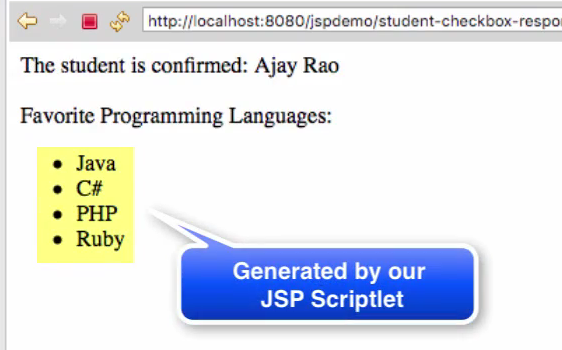 http://localhost:8080/jspdemo/student-checkbox-respo
The student is confirmed: Ajay Rao
Favorite Programming Languages:
• Java
• C#
• PHP
• Ruby
Generated by our
JSP Scriptlet